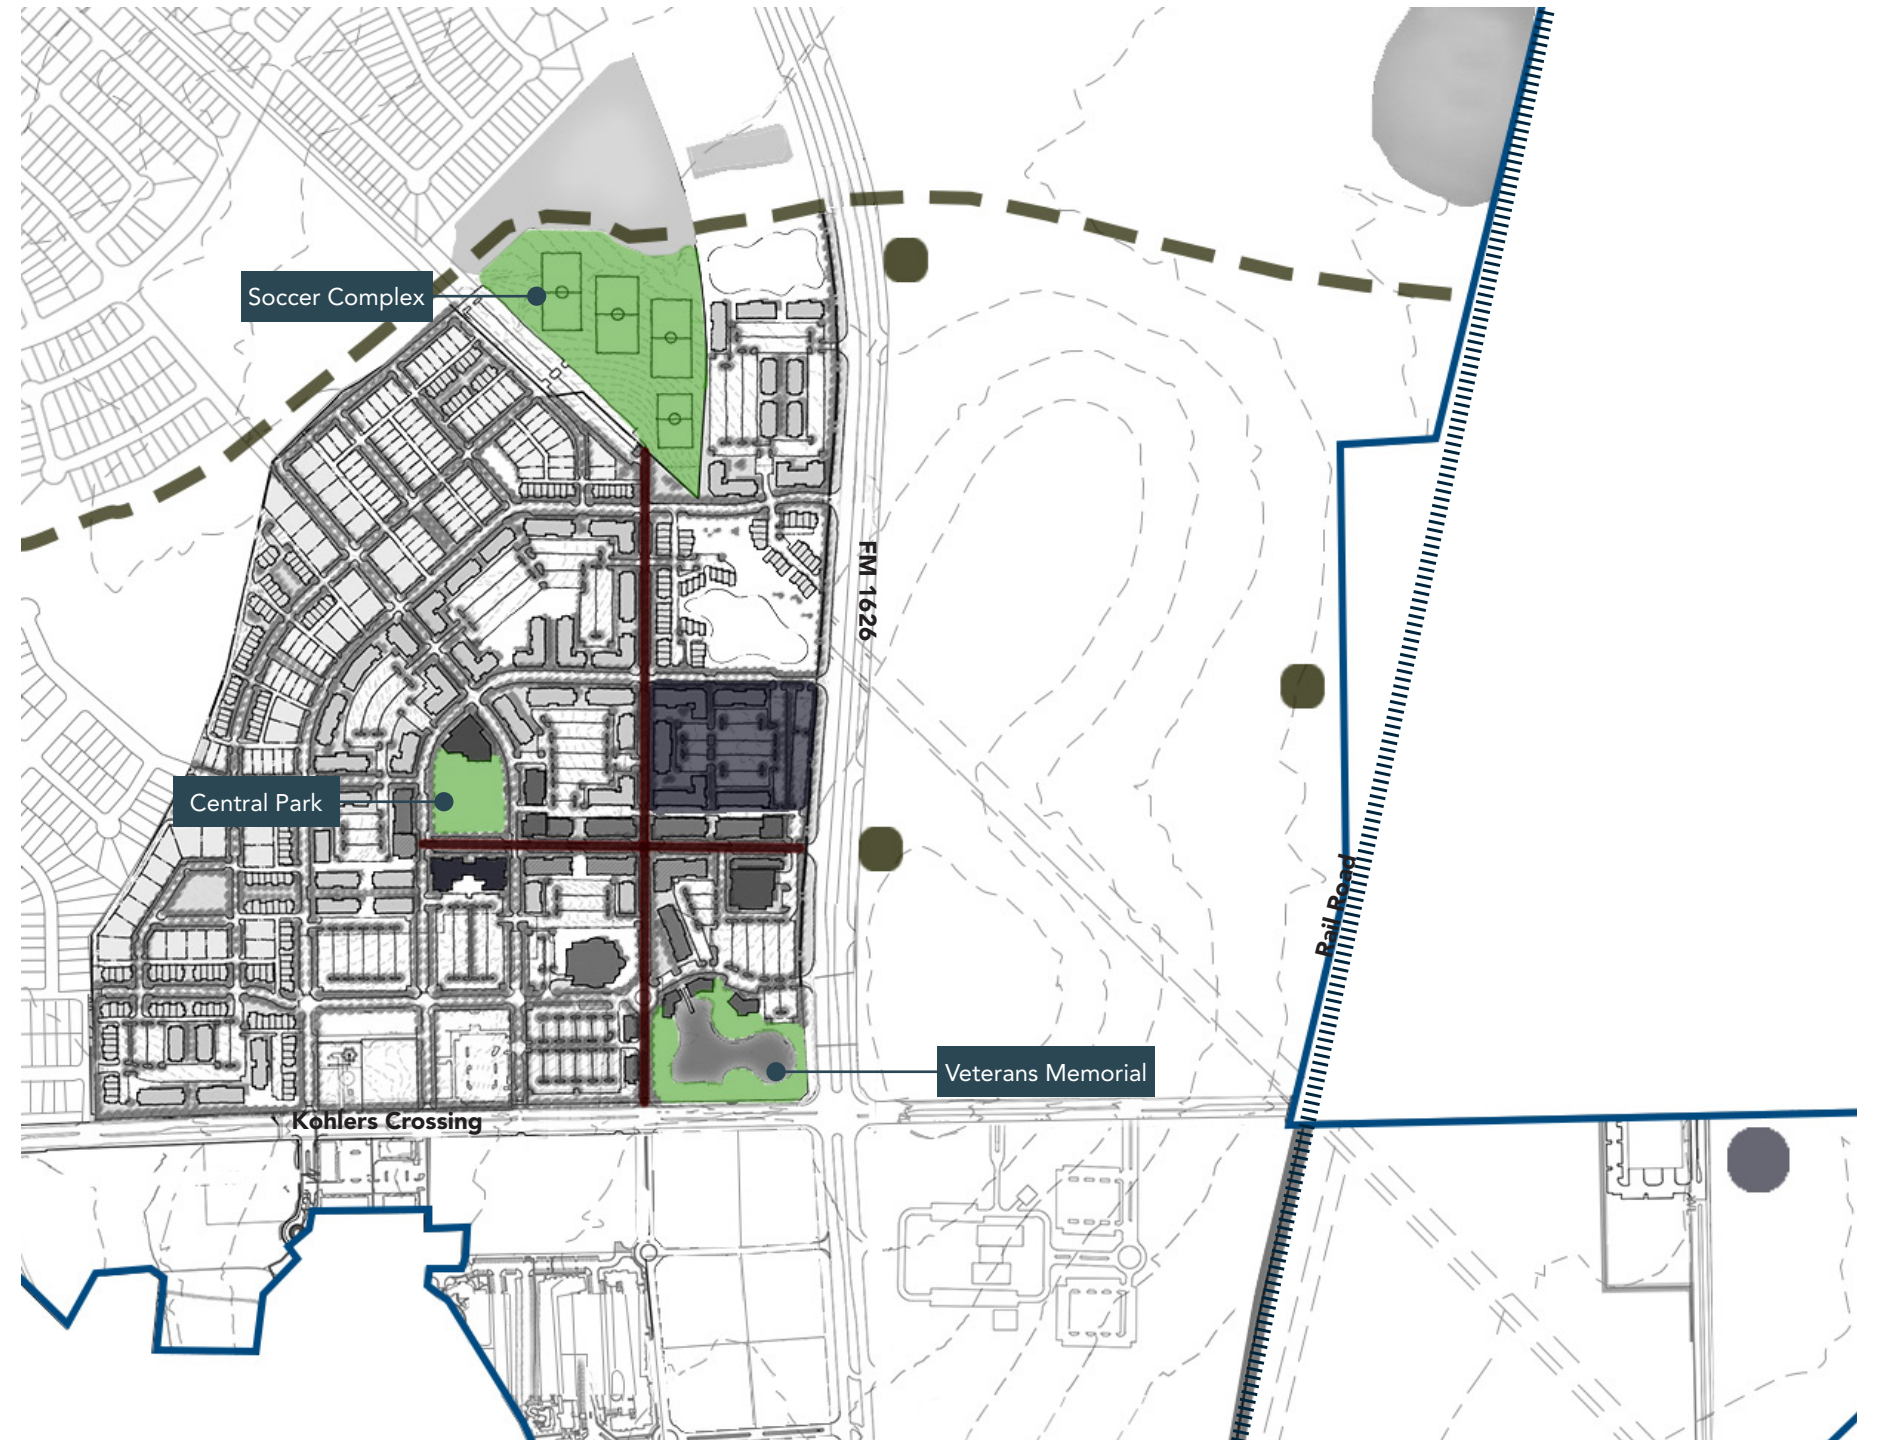 Soccer Complex
FM 1626
Central Park
Rail Road
Veterans Memorial
Kohlers Crossing